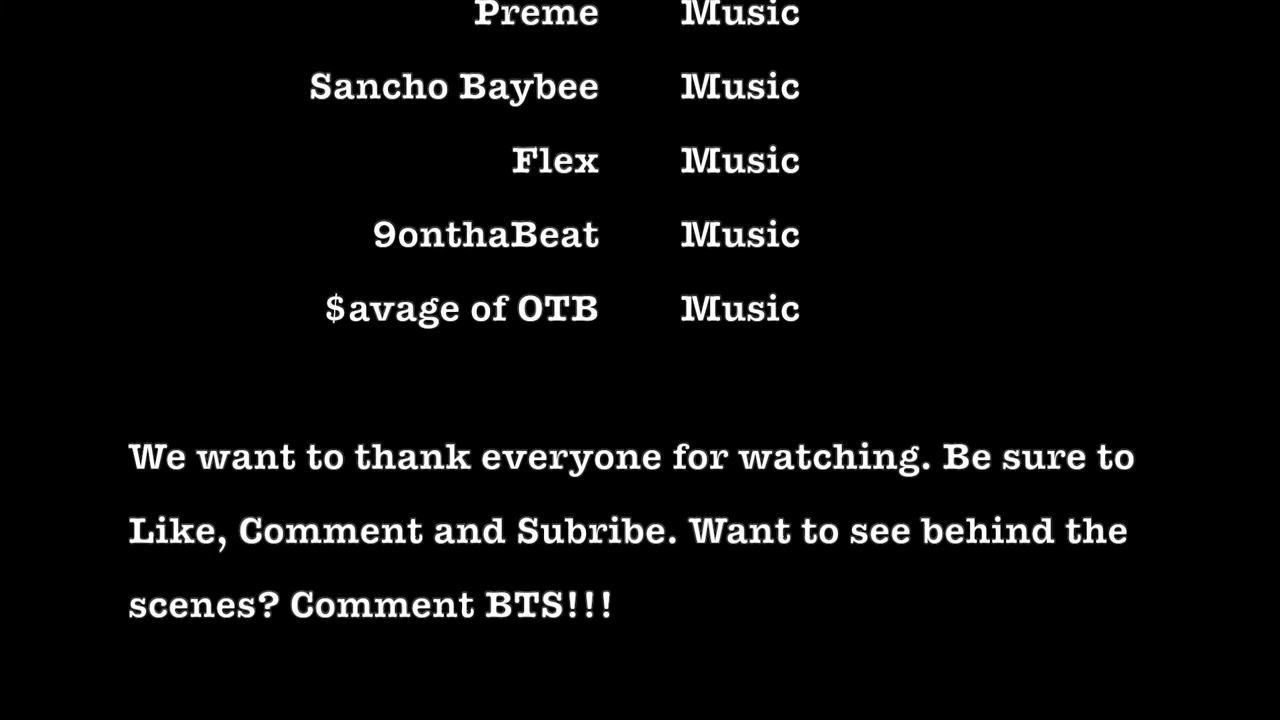 Preme Music
Sancho Baybee Music
Flex Music
9onthaBeat Music
$avage of OTB Music
We want to thank everyone for watching. Be sure to
Like, Comment and Subribe. Want to see behind the
scenes? Comment BTS!!!